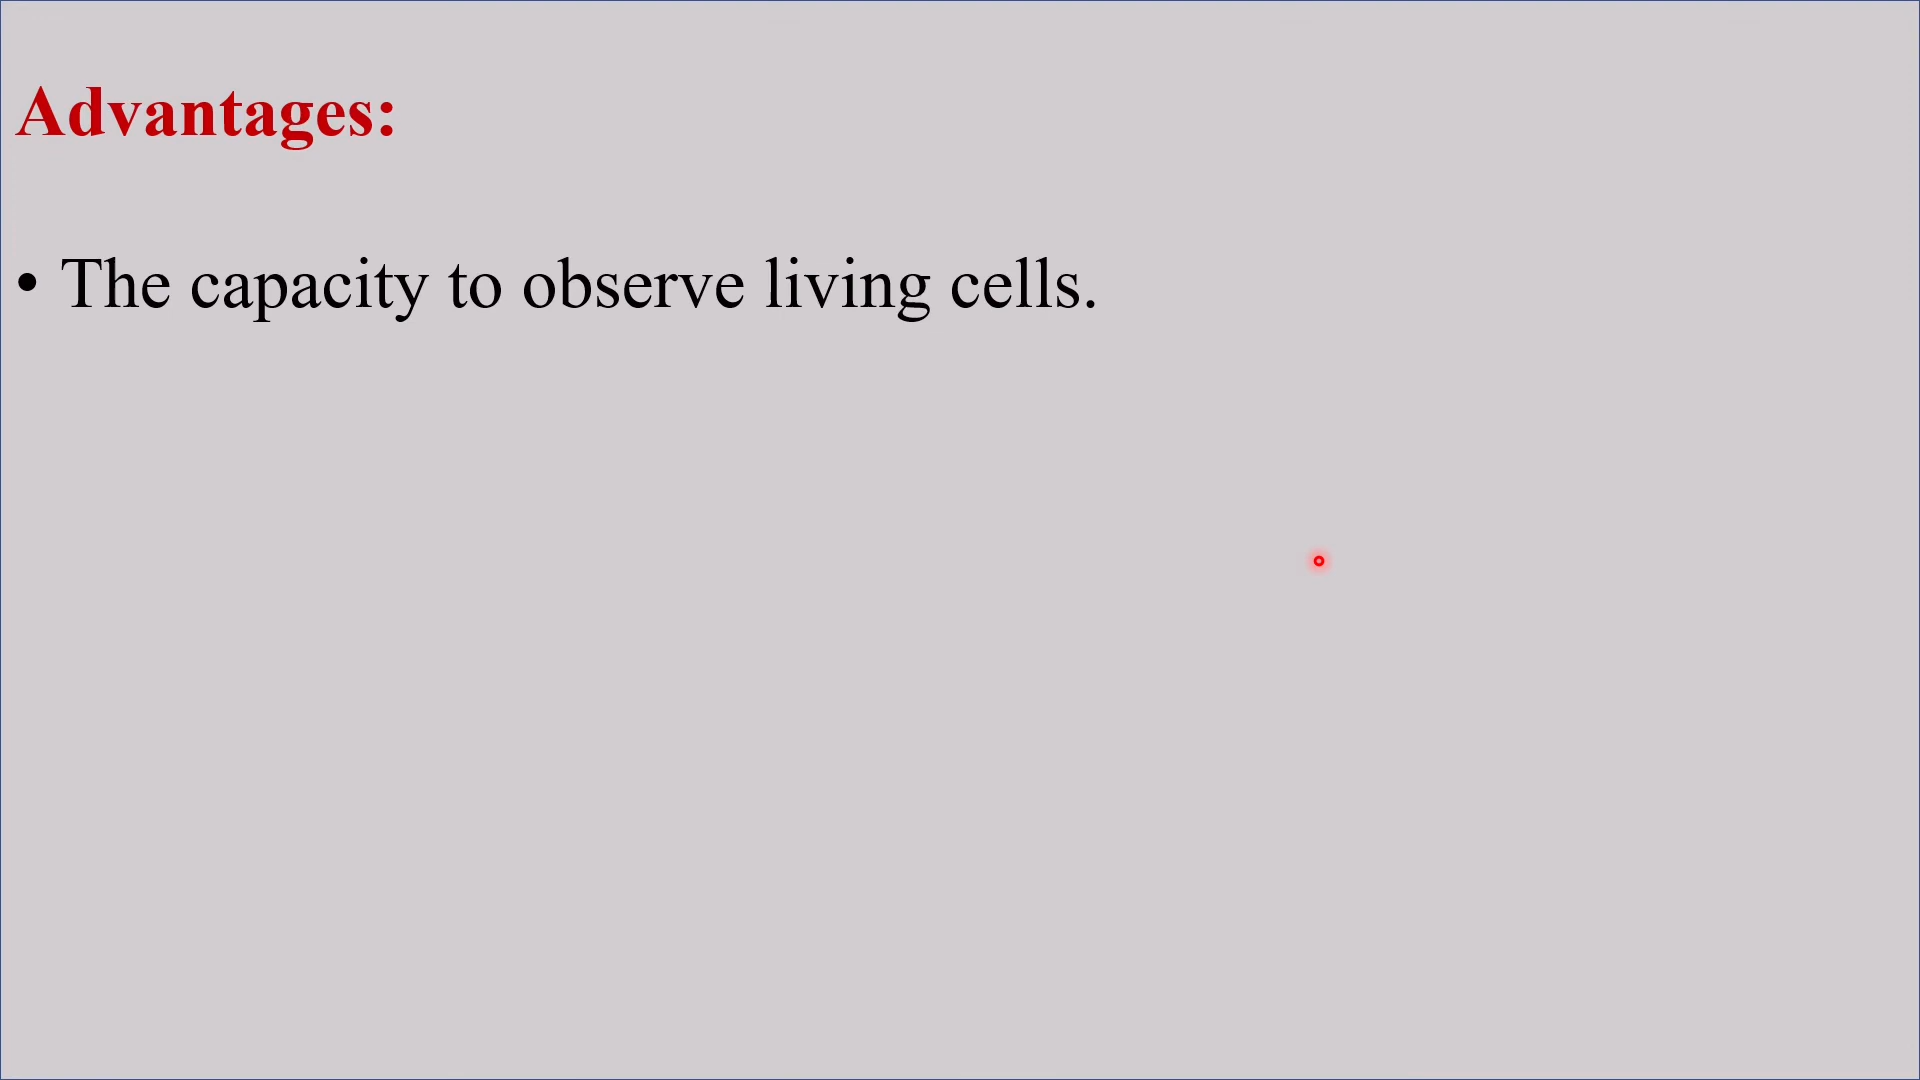 Advantages:
• The capacity to observe living cells.